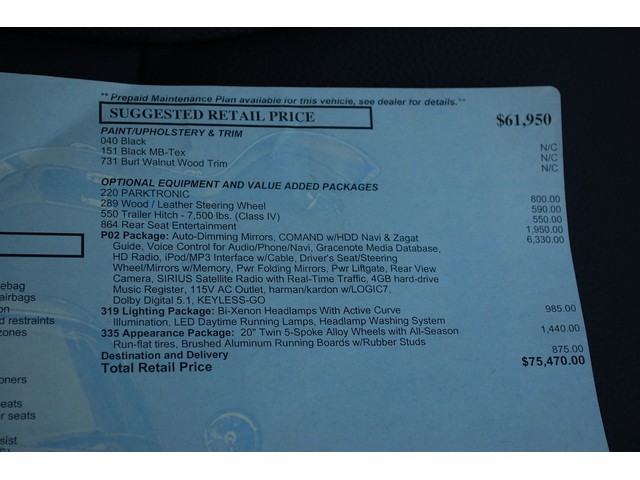 ** Prepaid Maintenance Plan available for this vehicle, see dealer for details.**
SUGGESTED RETAIL PRICE $61,950
PAINT/UPHOLSTERY & TRIM
040 Black N/C
151 Black MB-Tex N/C
731 Burl Walnut Wood Trim N/C
OPTIONAL EQUIPMENT AND VALUE ADDED PACKAGES
220 PARKTRONIC 800.00
289 Wood / Leather Steering Wheel 590.00
550 Trailer Hitch - 7,500 lbs. (Class IV) 550.00
864 Rear Seat Entertainment 1,950.00
P02 Package: Auto-Dimming Mirrors, COMAND w/HDD Navi & Zagat 6,330.00
Guide, Voice Control for Audio/Phone/Navi, Gracenote Media Database,
HD Radio, iPod/MP3 Interface w/Cable, Driver's Seat/Steering
Wheel/Mirrors w/Memory, Pwr Folding Mirrors, Pwr Liftgate, Rear View
Camera, SIRIUS Satellite Radio with Real-Time Traffic, 4GB hard-drive
Music Register, 115V AC Outlet, harman/kardon w/LOGIC7,
Dolby Digital 5.1, KEYLESS-GO
319 Lighting Package: Bi-Xenon Headlamps With Active Curve 985.00
Illumination, LED Daytime Running Lamps, Headlamp Washing System
335 Appearance Package: 20" Twin 5-Spoke Alloy Wheels with All-Season 1,440.00
Run-flat tires, Brushed Aluminum Running Boards w/Rubber Studs
Destination and Delivery 875.00
Total Retail Price $75,470.00
ebag
airbags
on
d restraints
zones
oners
eats
r seats
sist